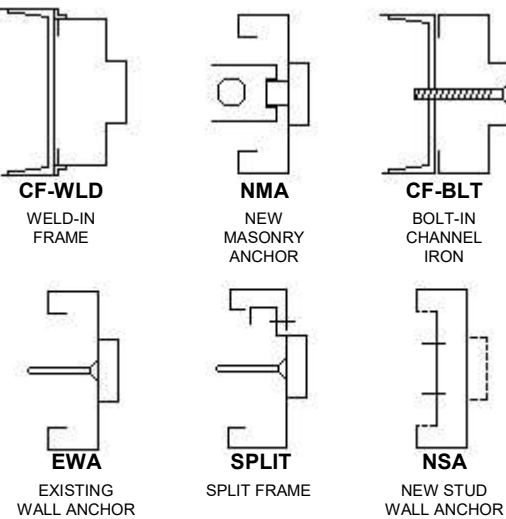 CF-WLD
WELD-IN
FRAME
NMA
NEW
MASONRY
ANCHOR
CF-BLT
BOLT-IN
CHANNEL
IRON
EWA
EXISTING
WALL ANCHOR
SPLIT
SPLIT FRAME
NSA
NEW STUD
WALL ANCHOR